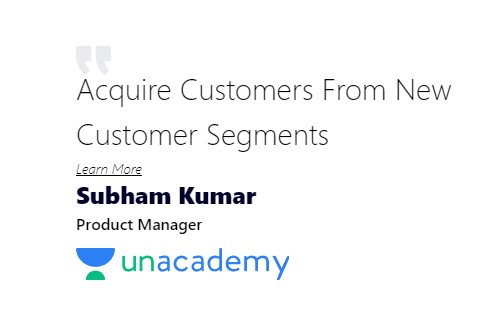 Acquire Customers From New
Customer Segments
Learn More
Subham Kumar
Product Manager
unacademy